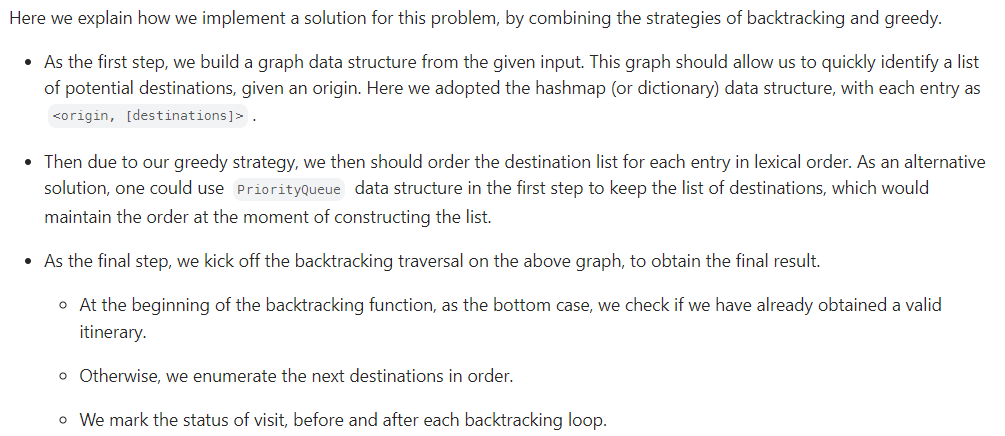 Here we explain how we implement a solution for this problem, by combining the strategies of backtracking and greedy.
• As the first step, we build a graph data structure from the given input. This graph should allow us to quickly identify a list
of potential destinations, given an origin. Here we adopted the hashmap (or dictionary) data structure, with each entry as
<origin, [destinations]> .
• Then due to our greedy strategy, we then should order the destination list for each entry in lexical order. As an alternative
solution, one could use PriorityQueue data structure in the first step to keep the list of destinations, which would
maintain the order at the moment of constructing the list.
• As the final step, we kick off the backtracking traversal on the above graph, to obtain the final result.
◦ At the beginning of the backtracking function, as the bottom case, we check if we have already obtained a valid
itinerary.
◦ Otherwise, we enumerate the next destinations in order.
◦ We mark the status of visit, before and after each backtracking loop.